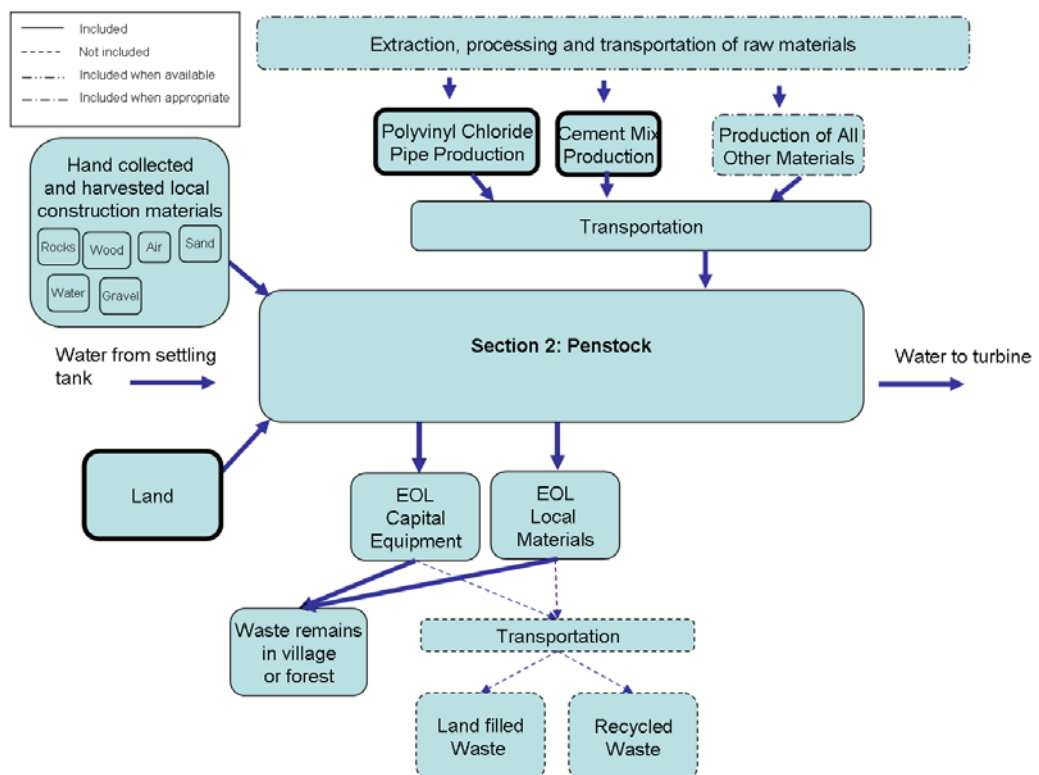 Included
Not included
Included when available
Included when appropriate
Extraction, processing and transportation of raw materials
Polyvinyl Chloride
Pipe Production
Cement Mix
Production
Production of All
Other Materials
Hand collected
and harvested local
construction materials
Rocks
Wood
Air
Sand
Water
Gravel
Transportation
Section 2: Penstock
Water from settling
tank
Water to turbine
Land
EOL
Capital
Equipment
EOL
Local
Materials
Waste remains
in village
or forest
Transportation
Land filled
Waste
Recycled
Waste